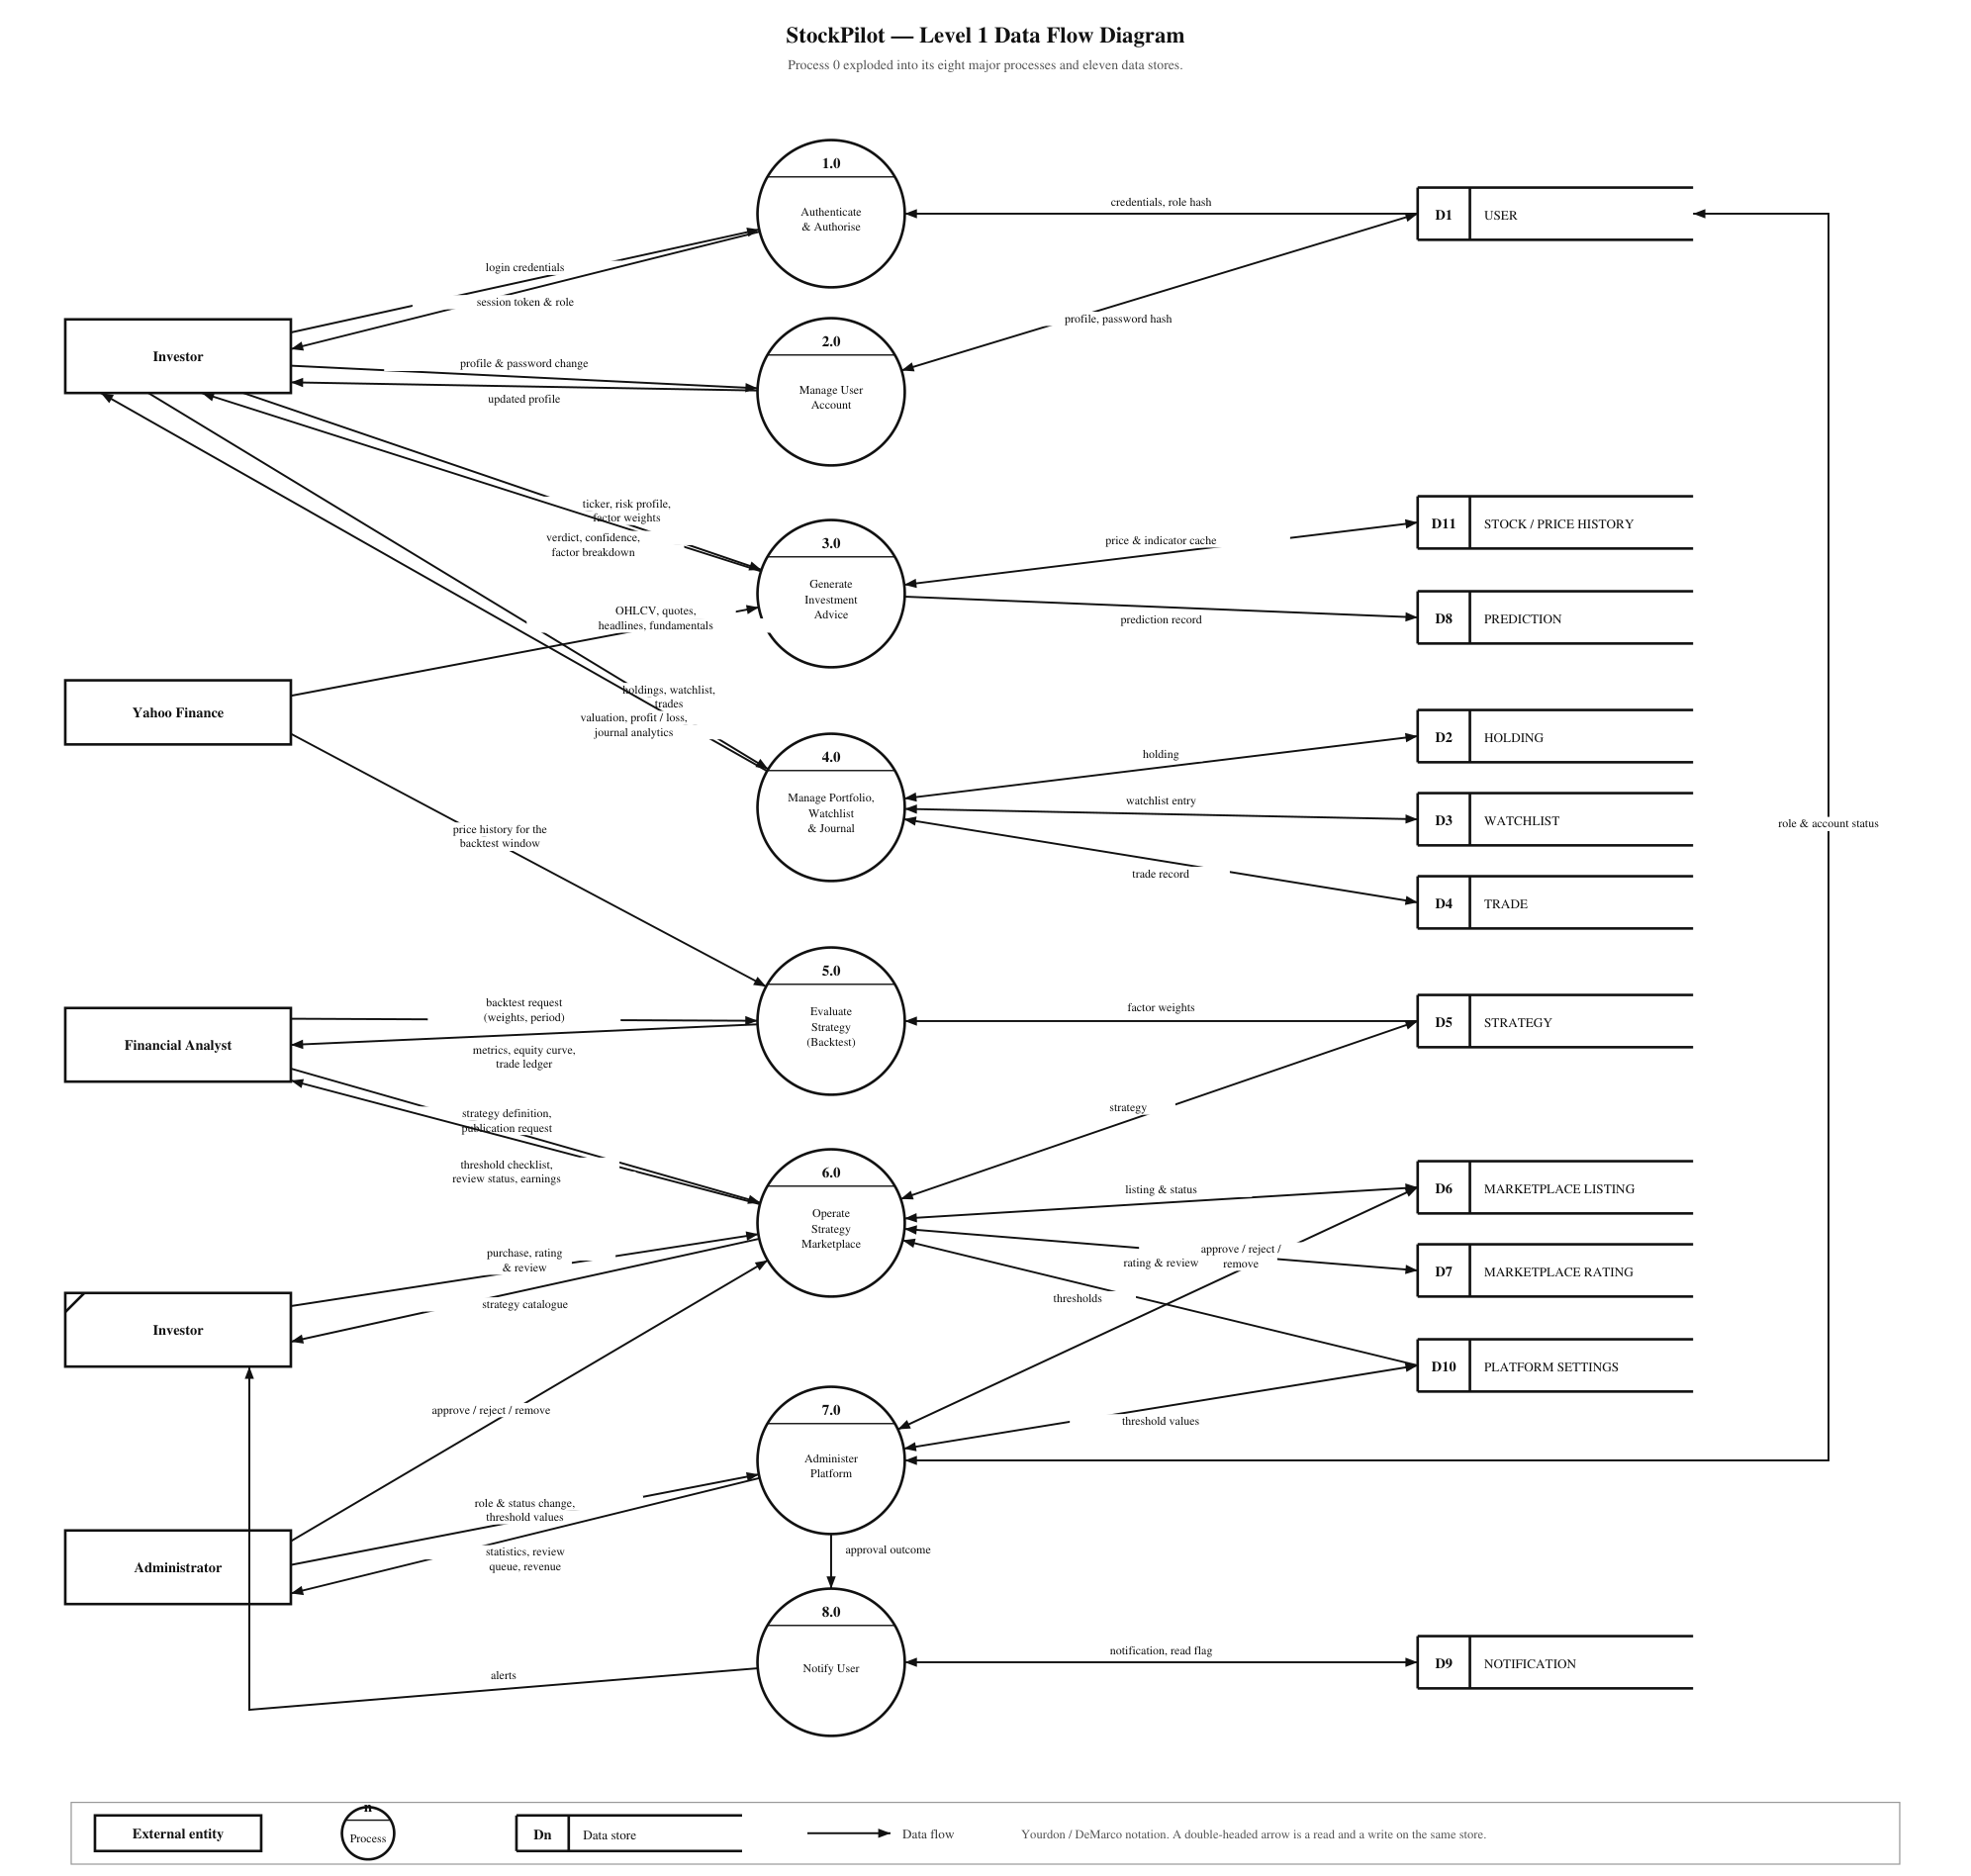 StockPilot — Level 1 Data Flow Diagram
Process 0 exploded into its eight major processes and eleven data stores.
1.0
Authenticate
& Authorise
credentials, role hash
D1
USER
login credentials
session token & role
profile, password hash
Investor
2.0
Manage User
Account
profile & password change
updated profile
ticker, risk profile,
factor weights
verdict, confidence,
factor breakdown
3.0
Generate
Investment
Advice
price & indicator cache
D11
STOCK / PRICE HISTORY
prediction record
D8
PREDICTION
OHLCV, quotes,
headlines, fundamentals
Yahoo Finance
holdings, watchlist,
trades
valuation, profit / loss,
journal analytics
4.0
Manage Portfolio,
Watchlist
& Journal
holding
D2
HOLDING
watchlist entry
D3
WATCHLIST
role & account status
trade record
D4
TRADE
price history for the
backtest window
5.0
Evaluate
Strategy
(Backtest)
factor weights
D5
STRATEGY
backtest request
(weights, period)
Financial Analyst
metrics, equity curve,
trade ledger
strategy definition,
publication request
threshold checklist,
review status, earnings
strategy
6.0
Operate
Strategy
Marketplace
listing & status
D6
MARKETPLACE LISTING
approve / reject /
remove
rating & review
D7
MARKETPLACE RATING
thresholds
purchase, rating
& review
strategy catalogue
Investor
D10
PLATFORM SETTINGS
threshold values
approve / reject / remove
7.0
Administer
Platform
role & status change,
threshold values
statistics, review
queue, revenue
Administrator
approval outcome
8.0
Notify User
notification, read flag
D9
NOTIFICATION
alerts
External entity
n
Process
Dn
Data store
Data flow
Yourdon / DeMarco notation. A double-headed arrow is a read and a write on the same store.